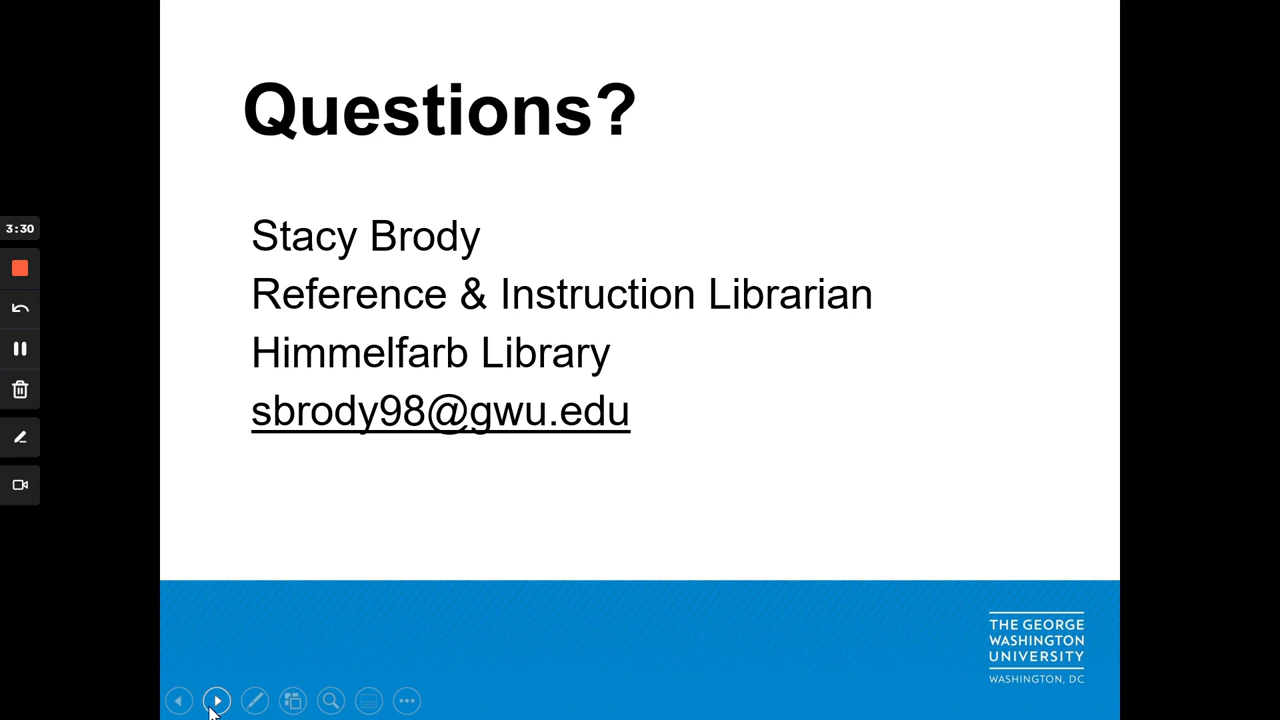 Questions?
Stacy Brody
Reference & Instruction Librarian
Himmelfarb Library
sbrody98@gwu.edu
3:30
THE GEORGE
WASHINGTON
UNIVERSITY
WASHINGTON, DC